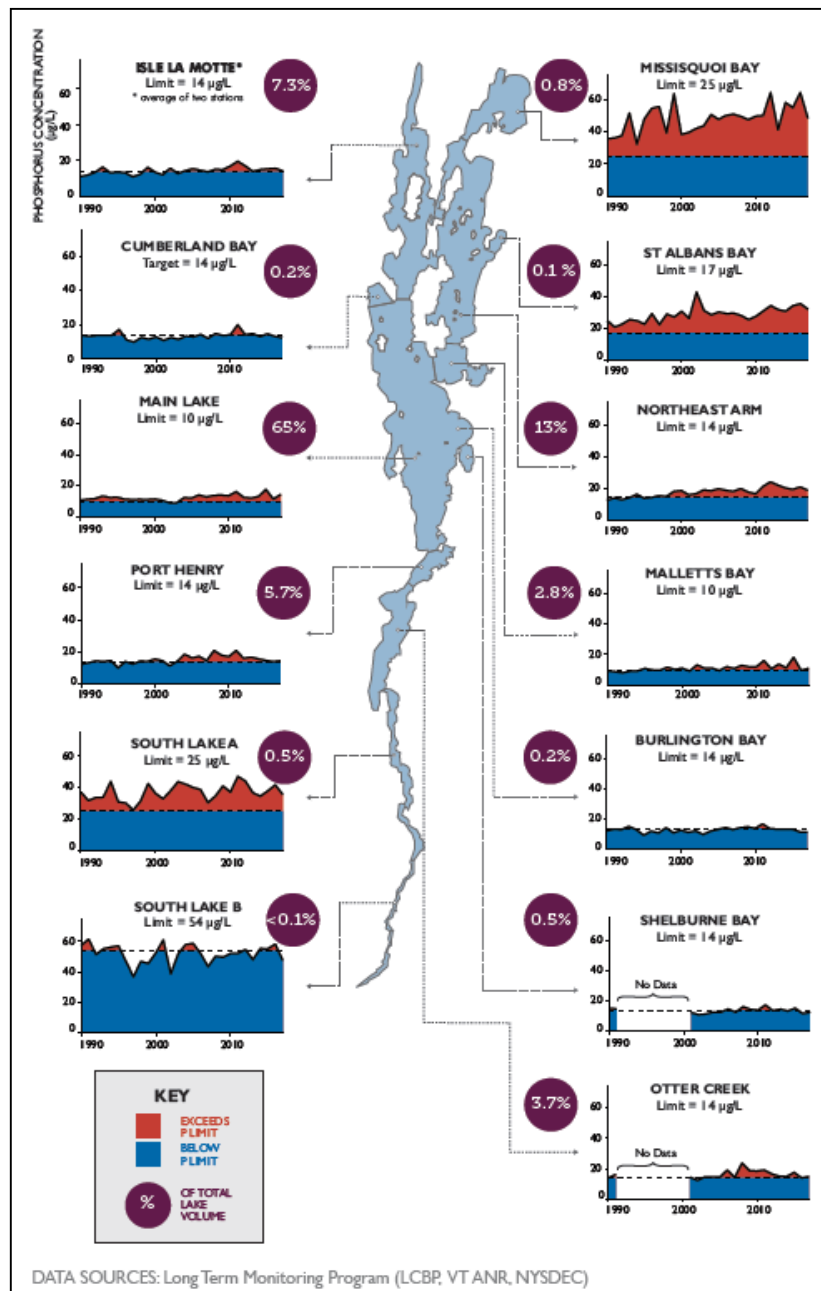 PHOSPHORUS CONCENTRATION
(µg/L)
ISLE LA MOTTE*
Limit = 14 µg/L
* average of two stations
7.3%
60
40
20
0
1990
2000
2010
CUMBERLAND BAY
Target = 14 µg/L
0.2%
60
40
20
0
1990
2000
2010
MAIN LAKE
Limit = 10 µg/L
65%
60
40
20
0
1990
2000
2010
PORT HENRY
Limit = 14 µg/L
5.7%
60
40
20
0
1990
2000
2010
SOUTH LAKE A
Limit = 25 µg/L
0.5%
60
40
20
0
1990
2000
2010
SOUTH LAKE B
Limit = 54 µg/L
<0.1%
60
40
20
0
1990
2000
2010
MISSISQUOI BAY
Limit = 25 µg/L
0.8%
60
40
20
0
1990
2000
2010
ST ALBANS BAY
Limit = 17 µg/L
0.1 %
60
40
20
0
1990
2000
2010
NORTHEAST ARM
Limit = 14 µg/L
13%
60
40
20
0
1990
2000
2010
MALLETTS BAY
Limit = 10 µg/L
2.8%
60
40
20
0
1990
2000
2010
BURLINGTON BAY
Limit = 14 µg/L
0.2%
60
40
20
0
1990
2000
2010
SHELBURNE BAY
Limit = 14 µg/L
0.5%
No Data
60
40
20
0
1990
2000
2010
OTTER CREEK
Limit = 14 µg/L
3.7%
No Data
60
40
20
0
1990
2000
2010
KEY
EXCEEDS
P LIMIT
BELOW
P LIMIT
%
OF TOTAL
LAKE
VOLUME
DATA SOURCES: Long Term Monitoring Program (LCBP, VT ANR, NYSDEC)